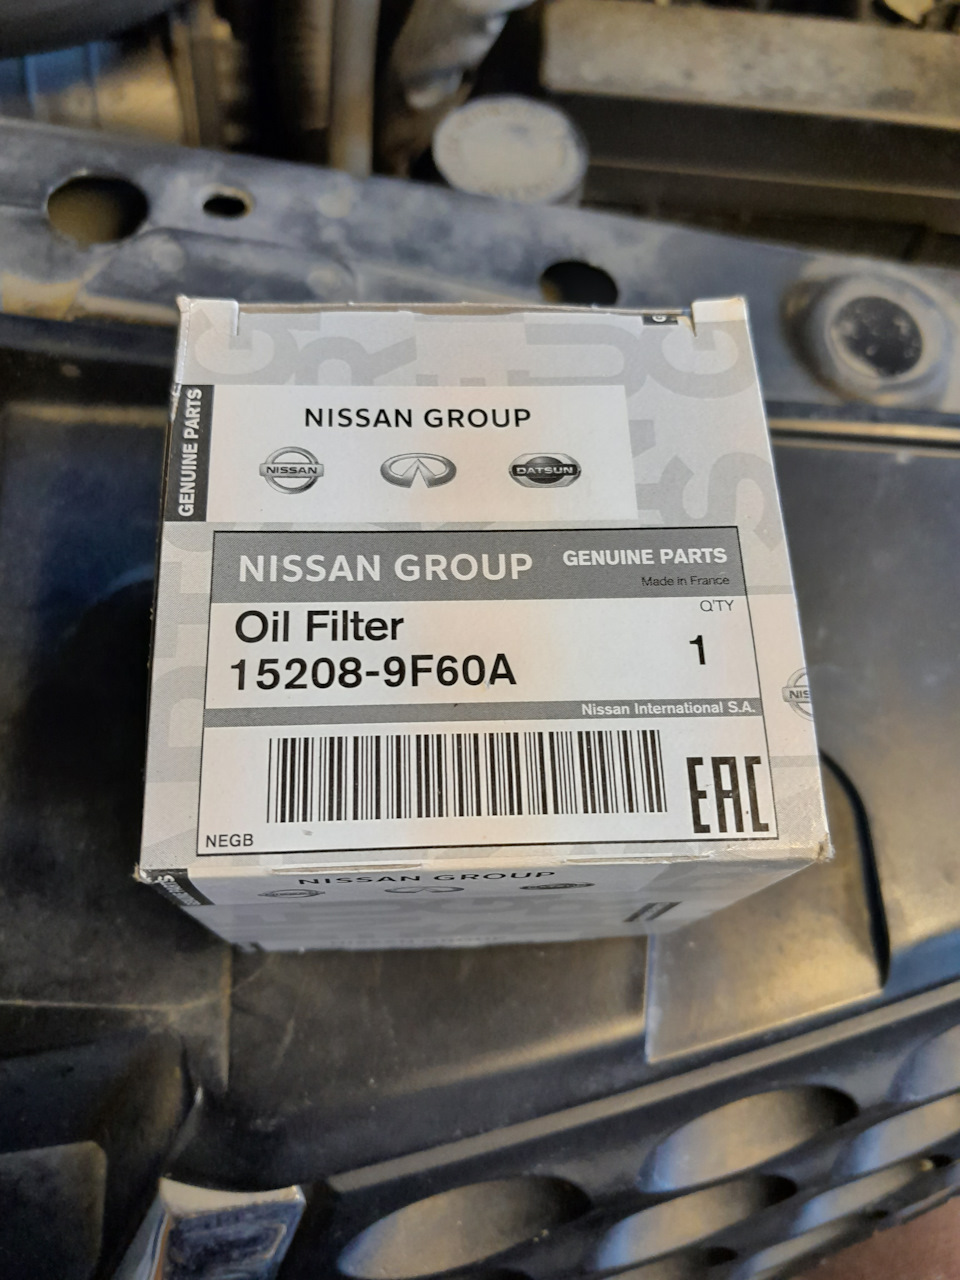 GENUINE PARTS
NISSAN GROUP
NISSAN
DATSUN
NISSAN GROUP
GENUINE PARTS
Made in France
Oil Filter
Q'TY
15208-9F60A
1
Nissan International S.A.
EAC
NEGB
NISSAN GROUP